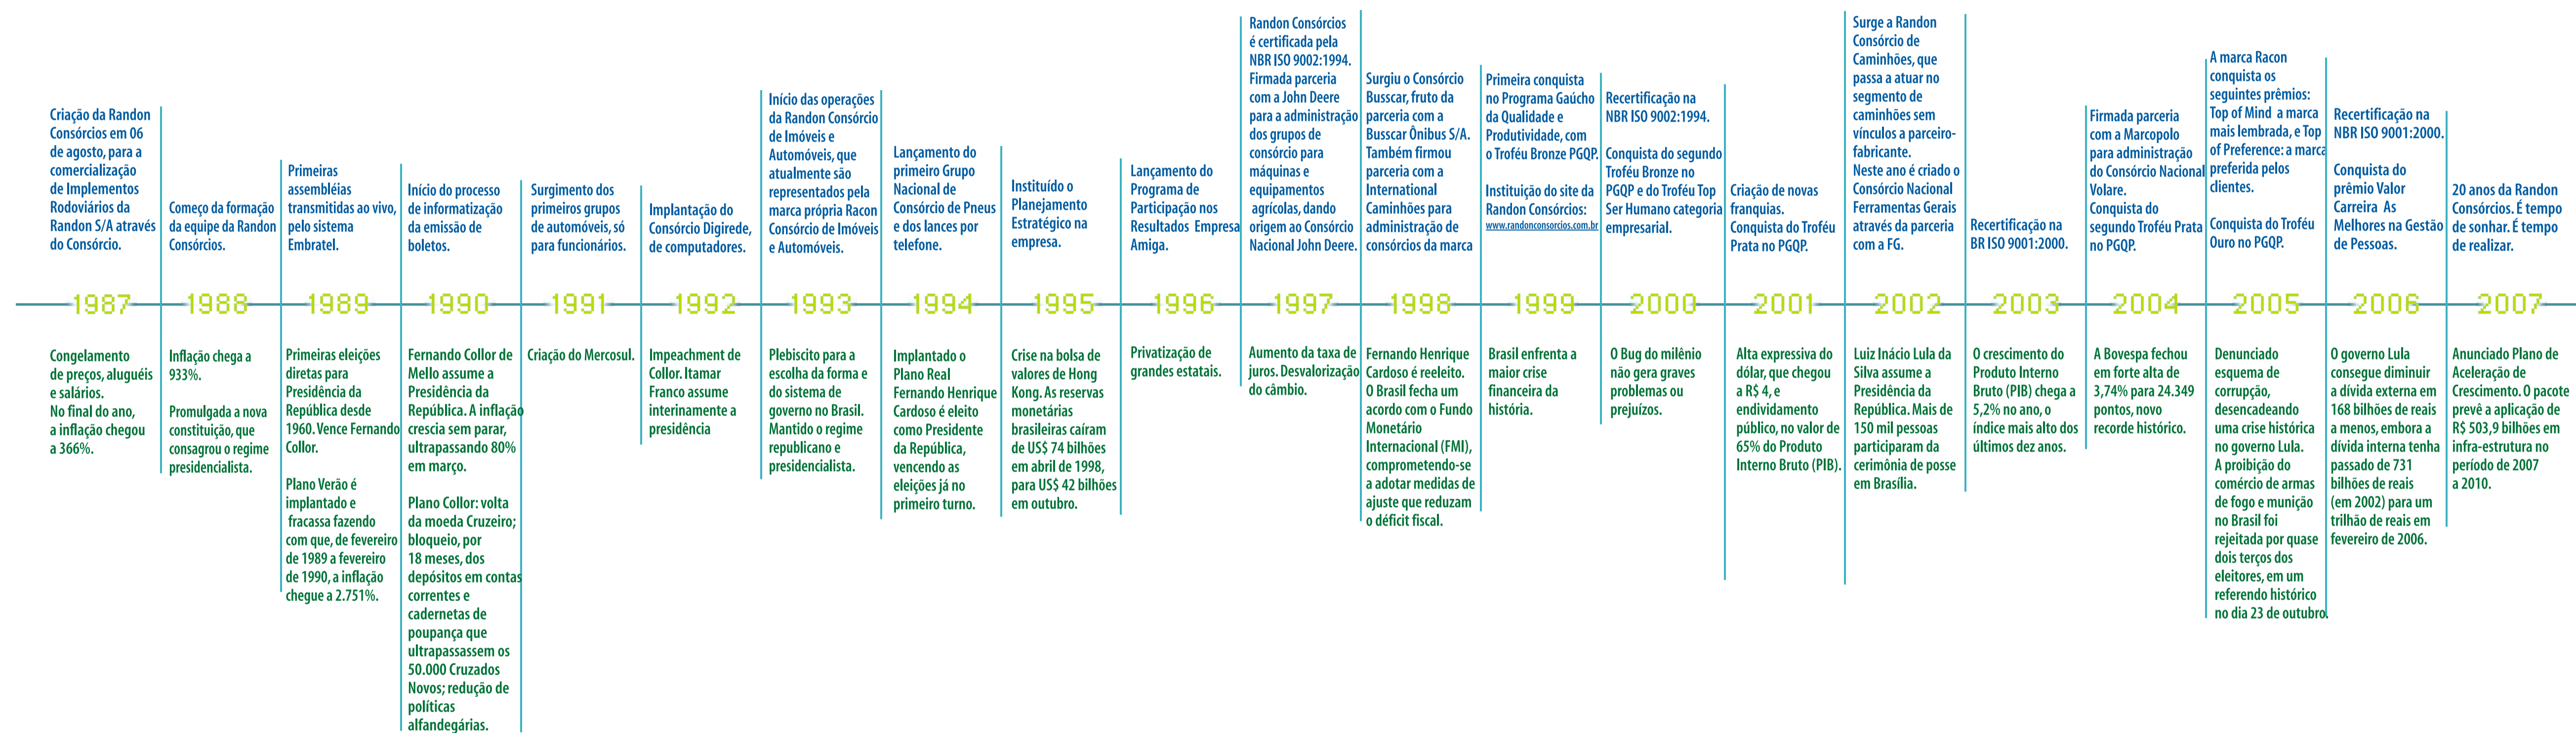 Criação da Randon
Consórcios em 06
de agosto, para a
comercialização
de Implementos
Rodoviários da
Randon S/A através
do Consórcio.
1987
Congelamento
de preços, aluguéis
e salários.
No final do ano,
a inflação chegou
a 366%.
Começo da formação
da equipe da Randon
Consórcios.
1988
Inflação chega a
933%.
Promulgada a nova
constituição, que
consagrou o regime
presidencialista.
Primeiras
assembléias
transmitidas ao vivo,
pelo sistema
Embratel.
1989
Primeiras eleições
diretas para
Presidência da
República desde
1960. Vence Fernando
Collor.
Plano Verão é
implantado e
fracassa fazendo
com que, de fevereiro
de 1989 a fevereiro
de 1990, a inflação
chegue a 2.751%.
Início do processo
de informatização
da emissão de
boletos.
1990
Fernando Collor de
Mello assume a
Presidência da
República. A inflação
crescia sem parar,
ultrapassando 80%
em março.
Plano Collor: volta
da moeda Cruzeiro;
bloqueio, por
18 meses, dos
depósitos em contas
correntes e
cadernetas de
poupança que
ultrapassassem os
50.000 Cruzados
Novos; redução de
políticas
alfandegárias.
Surgimento dos
primeiros grupos
de automóveis, só
para funcionários.
1991
Criação do Mercosul.
Implantação do
Consórcio Digirede,
de computadores.
1992
Impeachment de
Collor. Itamar
Franco assume
interinamente a
presidência
Início das operações
da Randon Consórcio
de Imóveis e
Automóveis, que
atualmente são
representados pela
marca própria Racon
Consórcio de Imóveis
e Automóveis.
1993
Plebiscito para a
escolha da forma e
do sistema de
governo no Brasil.
Mantido o regime
republicano e
presidencialista.
Lançamento do
primeiro Grupo
Nacional de
Consórcio de Pneus
e dos lances por
telefone.
1994
Implantado o
Plano Real
Fernando Henrique
Cardoso é eleito
como Presidente
da República,
vencendo as
eleições já no
primeiro turno.
Instituído o
Planejamento
Estratégico na
empresa.
1995
Crise na bolsa de
valores de Hong
Kong. As reservas
monetárias
brasileiras caíram
de US$ 74 bilhões
em abril de 1998,
para US$ 42 bilhões
em outubro.
Lançamento do
Programa de
Participação nos
Resultados Empresa
Amiga.
1996
Privatização de
grandes estatais.
Randon Consórcios
é certificada pela
NBR ISO 9002:1994.
Firmada parceria
com a John Deere
para a administração
dos grupos de
consórcio para
máquinas e
equipamentos
agrícolas, dando
origem ao Consórcio
Nacional John Deere.
1997
Aumento da taxa de
juros. Desvalorização
do câmbio.
Surgiu o Consórcio
Busscar, fruto da
parceria com a
Busscar Ônibus S/A.
Também firmou
parceria com a
International
Caminhões para
administração de
consórcios da marca
1998
Fernando Henrique
Cardoso é reeleito.
O Brasil fecha um
acordo com o Fundo
Monetário
Internacional (FMI),
comprometendo-se
a adotar medidas de
ajuste que reduzam
o déficit fiscal.
Primeira conquista
no Programa Gaúcho
da Qualidade e
Produtividade, com
o Troféu Bronze PGQP.
Instituição do site da
Randon Consórcios:
www.randonconsorcios.com.br
1999
Brasil enfrenta a
maior crise
financeira da
história.
Recertificação na
NBR ISO 9002:1994.
Conquista do segundo
Troféu Bronze no
PGQP e do Troféu Top
Ser Humano categoria
empresarial.
2000
O Bug do milênio
não gera graves
problemas ou
prejuízos.
Criação de novas
franquias.
Conquista do Troféu
Prata no PGQP.
2001
Alta expressiva do
dólar, que chegou
a R$ 4, e
endividamento
público, no valor de
65% do Produto
Interno Bruto (PIB).
Surge a Randon
Consórcio de
Caminhões, que
passa a atuar no
segmento de
caminhões sem
vínculos a parceiro-
fabricante.
Neste ano é criado o
Consórcio Nacional
Ferramentas Gerais
através da parceria
com a FG.
2002
Luiz Inácio Lula da
Silva assume a
Presidência da
República. Mais de
150 mil pessoas
participaram da
cerimônia de posse
em Brasília.
Recertificação na
BR ISO 9001:2000.
2003
O crescimento do
Produto Interno
Bruto (PIB) chega a
5,2% no ano, o
índice mais alto dos
últimos dez anos.
Firmada parceria
com a Marcopolo
para administração
do Consórcio Nacional
Volare.
Conquista do
segundo Troféu Prata
no PGQP.
2004
A Bovespa fechou
em forte alta de
3,74% para 24.349
pontos, novo
recorde histórico.
A marca Racon
conquista os
seguintes prêmios:
Top of Mind a marca
mais lembrada, e Top
of Preference: a marca
preferida pelos
clientes.
Conquista do Troféu
Ouro no PGQP.
2005
Denunciado
esquema de
corrupção,
desencadeando
uma crise histórica
no governo Lula.
A proibição do
comércio de armas
de fogo e munição
no Brasil foi
rejeitada por quase
dois terços dos
eleitores, em um
referendo histórico
no dia 23 de outubro.
Recertificação na
NBR ISO 9001:2000.
Conquista do
prêmio Valor
Carreira As
Melhores na Gestão
de Pessoas.
2006
O governo Lula
consegue diminuir
a dívida externa em
168 bilhões de reais
a menos, embora a
dívida interna tenha
passado de 731
bilhões de reais
(em 2002) para um
trilhão de reais em
fevereiro de 2006.
20 anos da Randon
Consórcios. É tempo
de sonhar. É tempo
de realizar.
2007
Anunciado Plano de
Aceleração de
Crescimento. O pacote
prevê a aplicação de
R$ 503,9 bilhões em
infra-estrutura no
período de 2007
a 2010.